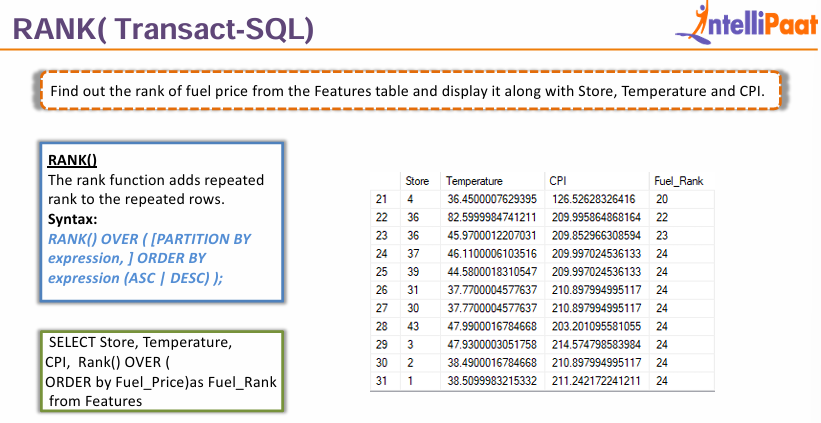 RANK( Transact-SQL)
IntelliPaat
Find out the rank of fuel price from the Features table and display it along with Store, Temperature and CPI.
RANK()
The rank function adds repeated
rank to the repeated rows.
Syntax:
RANK() OVER ( [PARTITION BY
expression, ] ORDER BY
expression (ASC | DESC) );
SELECT Store, Temperature,
CPI, Rank() OVER (
ORDER by Fuel_Price)as Fuel_Rank
from Features
Store Temperature CPI Fuel_Rank
21 4 36.4500007629395 126.52628326416 20
22 36 82.5999984741211 209.995864868164 22
23 36 45.9700012207031 209.852966308594 23
24 37 46.1100006103516 209.997024536133 24
25 39 44.5800018310547 209.997024536133 24
26 31 37.7700004577637 210.897994995117 24
27 30 37.7700004577637 210.897994995117 24
28 43 47.9900016784668 203.201095581055 24
29 3 47.9300003051758 214.574798583984 24
30 2 38.4900016784668 210.897994995117 24
31 1 38.5099983215332 211.242172241211 24